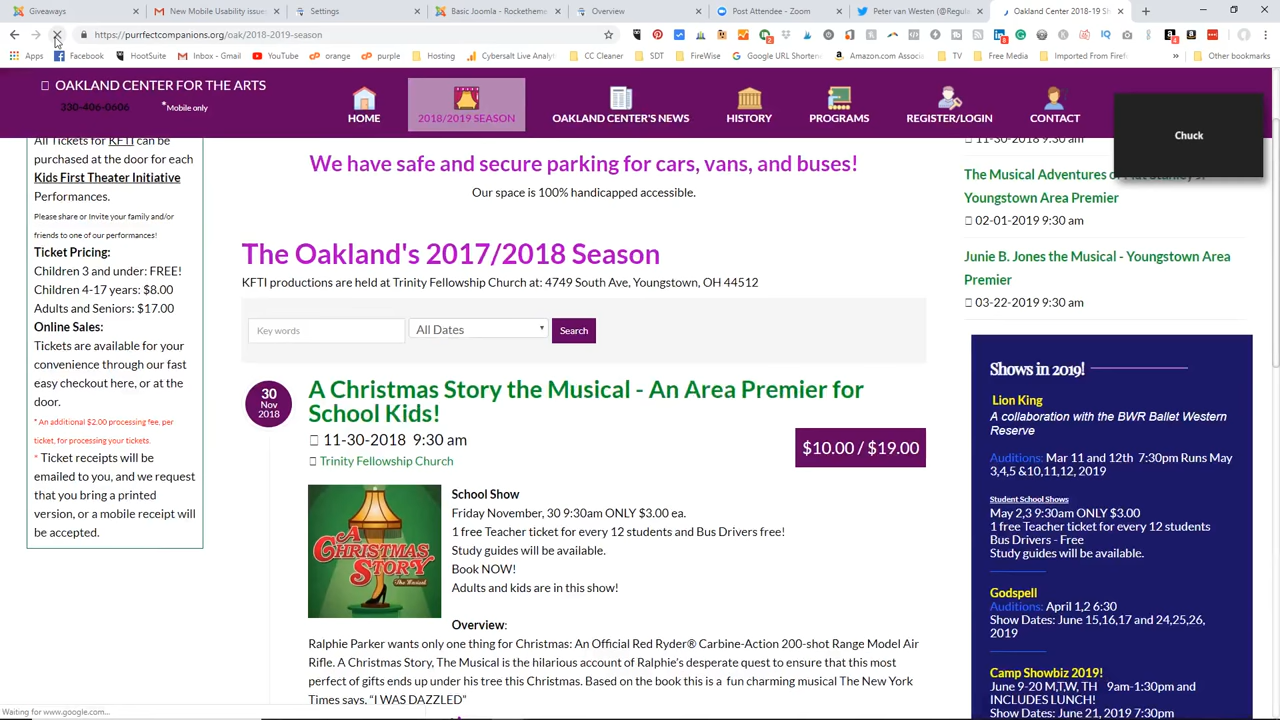 Giveaways
New Mobile Usability issue
Settings
Basic Joomla - Rocketheme
Overview
Post Attendee - Zoom
Peter van Westen (@Regula
Oakland Center 2018-19 Sh
https://purrfectcompanions.org/oak/2018-2019-season
Apps
Facebook
HootSuite
Inbox - Gmail
orange
purple
Hosting
Cybersalt Live Analyt
CC Cleaner
SDT
FireWise
Google URL Shortene
Amazon.com Associ
TV
Free Media
Imported From Firef
»
Other bookmarks
OAKLAND CENTER FOR THE ARTS
330-406-0606
*Mobile only
HOME
2018/2019 SEASON
OAKLAND CENTER'S NEWS
HISTORY
PROGRAMS
REGISTER/LOGIN
CONTACT
Chuck
All Tickets for KFTI can be
purchased at the door for each
Kids First Theater Initiative
Performances.
Please share or Invite your family and/or
friends to one of our performances!
Ticket Pricing:
Children 3 and under: FREE!
Children 4-17 years: $8.00
Adults and Seniors: $17.00
Online Sales:
Tickets are available for your
convenience through our fast
easy checkout here, or at the
door.
* An additional $2.00 processing fee, per
ticket, for processing your tickets.
* Ticket receipts will be
emailed to you, and we request
that you bring a printed
version, or a mobile receipt will
be accepted.
We have safe and secure parking for cars, vans, and buses!
Our space is 100% handicapped accessible.
The Oakland's 2017/2018 Season
KFTI productions are held at Trinity Fellowship Church at: 4749 South Ave, Youngstown, OH 44512
Key words
All Dates
Search
30
Nov
2018
A Christmas Story the Musical - An Area Premier for
School Kids!
11-30-2018 9:30 am
$10.00 / $19.00
Trinity Fellowship Church
A CHRISTMAS
STORY
The Musical
School Show
Friday November, 30 9:30am ONLY $3.00 ea.
1 free Teacher ticket for every 12 students and Bus Drivers free!
Study guides will be available.
Book NOW!
Adults and kids are in this show!
Overview:
Ralphie Parker wants only one thing for Christmas: An Official Red Ryder® Carbine-Action 200-shot Range Model Air
Rifle. A Christmas Story, The Musical is the hilarious account of Ralphie's desperate quest to ensure that this most
perfect of gifts ends up under his tree this Christmas. Based on the book this is a fun charming musical The New York
Times says, "I WAS DAZZLED"
11-30-2018 9:30 am
The Musical Adventures of Flat Stanley Jr.
Youngstown Area Premier
02-01-2019 9:30 am
Junie B. Jones the Musical - Youngstown Area
Premier
03-22-2019 9:30 am
Shows in 2019!
Lion King
A collaboration with the BWR Ballet Western
Reserve
Auditions: Mar 11 and 12th 7:30pm Runs May
3,4,5 &10,11,12, 2019
Student School Shows
May 2,3 9:30am ONLY $3.00
1 free Teacher ticket for every 12 students
Bus Drivers - Free
Study guides will be available.
Godspell
Auditions: April 1,2 6:30
Show Dates: June 15,16,17 and 24,25,26,
2019
Camp Showbiz 2019!
June 9-20 M,T,W, TH 9am-1:30pm and
INCLUDES LUNCH!
Show Dates: June 21, 2019 7:30pm
Waiting for www.google.com...